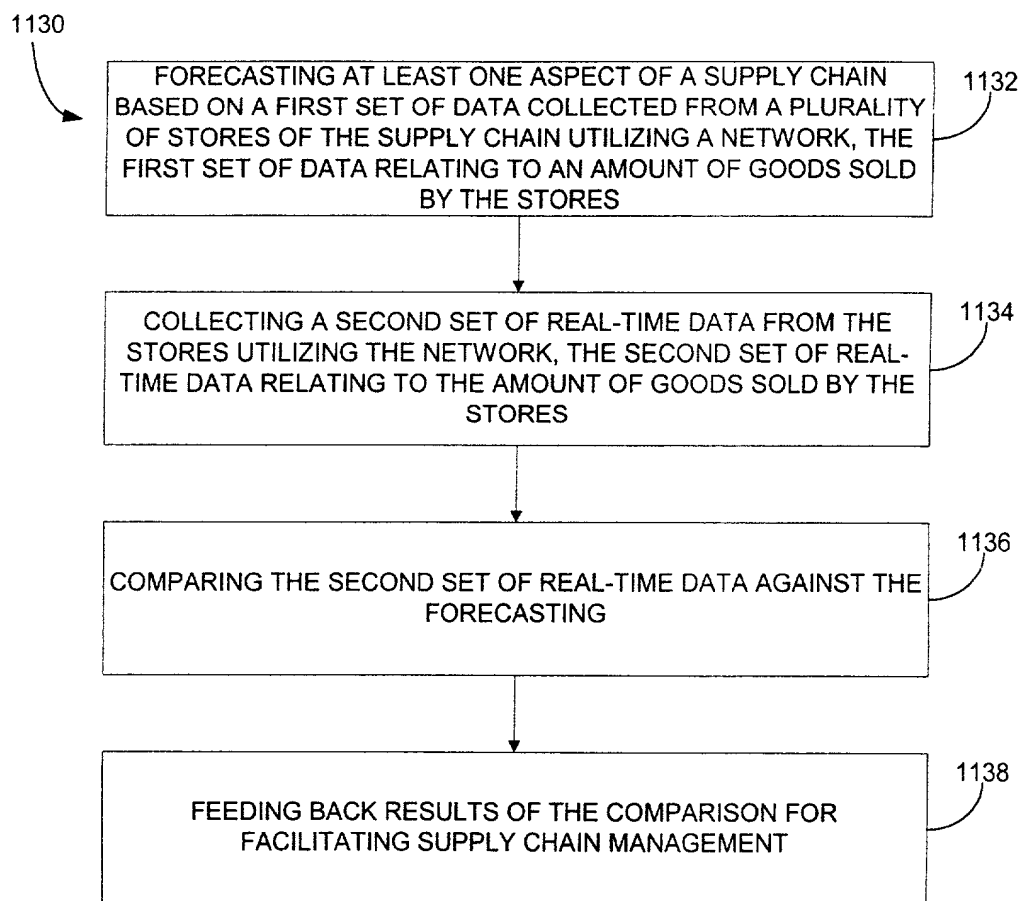 1130
FORECASTING AT LEAST ONE ASPECT OF A SUPPLY CHAIN
BASED ON A FIRST SET OF DATA COLLECTED FROM A PLURALITY
OF STORES OF THE SUPPLY CHAIN UTILIZING A NETWORK, THE
FIRST SET OF DATA RELATING TO AN AMOUNT OF GOODS SOLD
BY THE STORES
1132
COLLECTING A SECOND SET OF REAL-TIME DATA FROM THE
STORES UTILIZING THE NETWORK, THE SECOND SET OF REAL-
TIME DATA RELATING TO THE AMOUNT OF GOODS SOLD BY THE
STORES
1134
COMPARING THE SECOND SET OF REAL-TIME DATA AGAINST THE
FORECASTING
1136
FEEDING BACK RESULTS OF THE COMPARISON FOR
FACILITATING SUPPLY CHAIN MANAGEMENT
1138